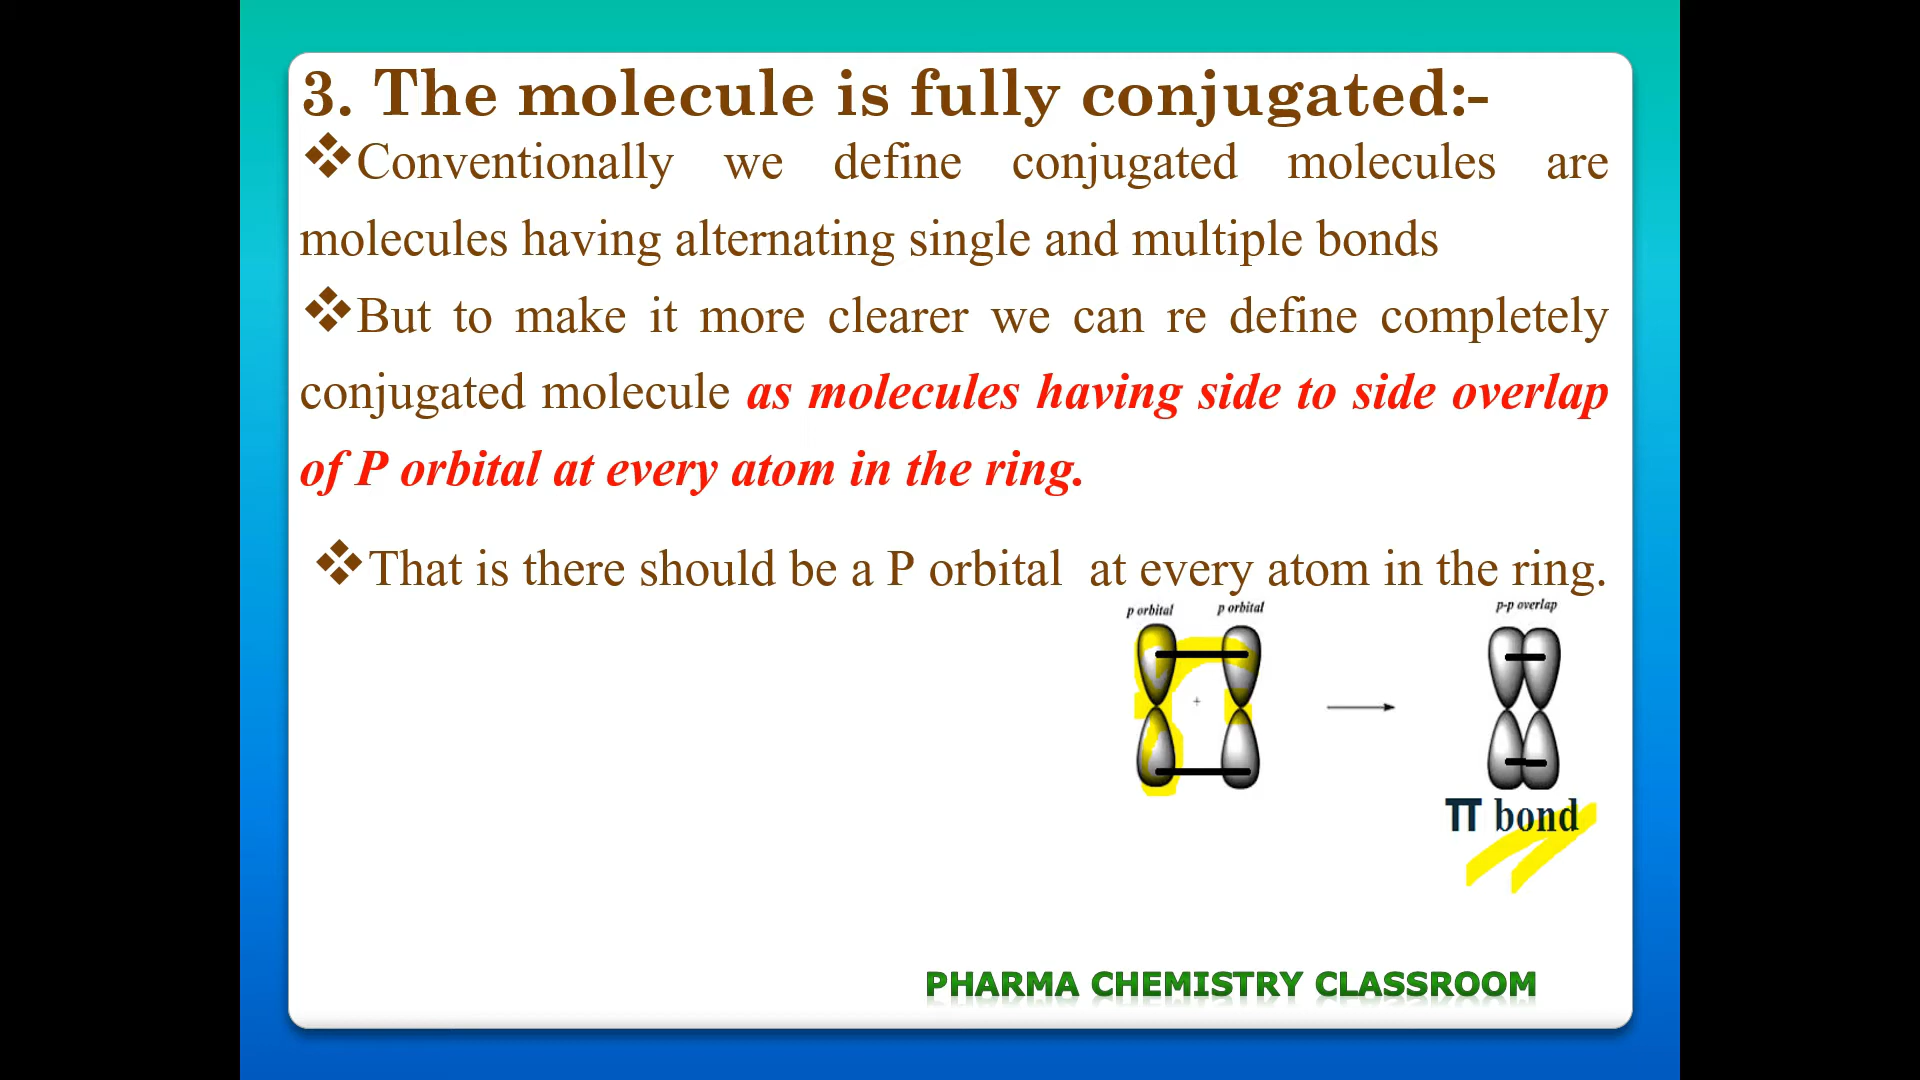 3. The molecule is fully conjugated:-
❖Conventionally we define conjugated molecules are
molecules having alternating single and multiple bonds
❖But to make it more clearer we can re define completely
conjugated molecule as molecules having side to side overlap
of P orbital at every atom in the ring.
❖That is there should be a P orbital at every atom in the ring.
p orbital p orbital p-p overlap
+
π bond
PHARMA CHEMISTRY CLASSROOM